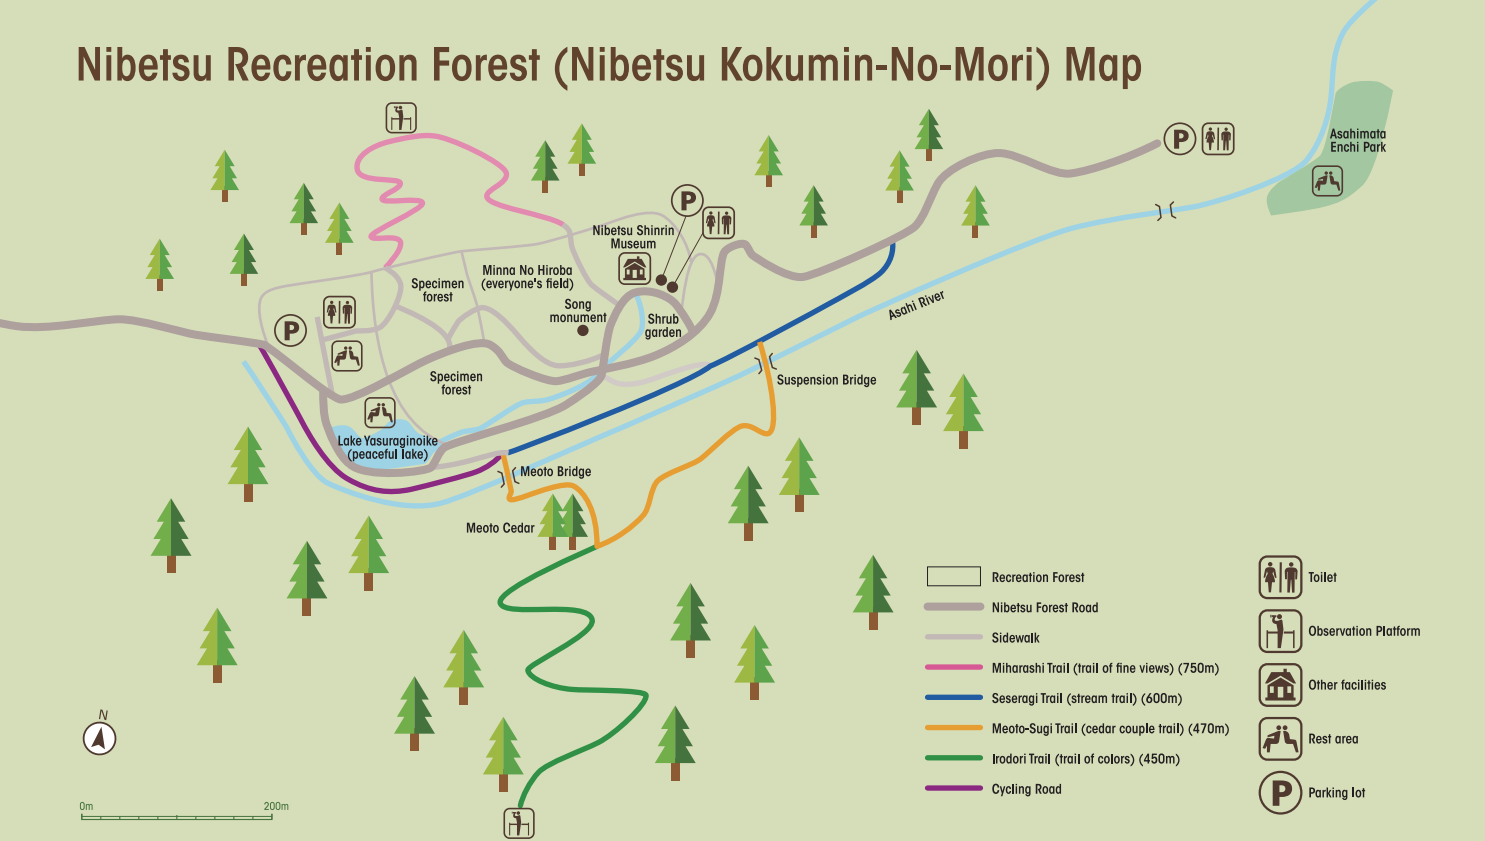 Nibetsu Recreation Forest (Nibetsu Kokumin-No-Mori) Map
Asahimata
Enchi Park
P
P
Nibetsu Shinrin
Museum
Minna No Hiroba
(everyone's field)
Specimen
forest
Song
monument
Shrub
garden
Asahi River
P
Specimen
forest
Suspension Bridge
Lake Yasuraginoike
(peaceful lake)
Meoto Bridge
Meoto Cedar
Recreation Forest
Nibetsu Forest Road
Sidewalk
Miharashi Trail (trail of fine views) (750m)
Seseragi Trail (stream trail) (600m)
Meoto-Sugi Trail (cedar couple trail) (470m)
Irodori Trail (trail of colors) (450m)
Cycling Road
Toilet
Observation Platform
Other facilities
Rest area
P
Parking lot
N
0m
200m